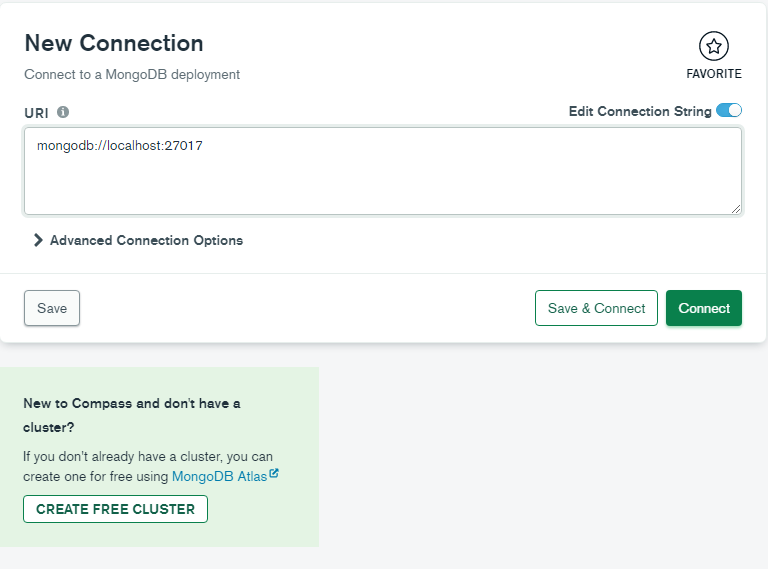 New Connection
FAVORITE
Connect to a MongoDB deployment
URI
Edit Connection String
mongodb://localhost:27017
Advanced Connection Options
Save
Save & Connect
Connect
New to Compass and don't have a
cluster?
If you don't already have a cluster, you can
create one for free using MongoDB Atlas
CREATE FREE CLUSTER